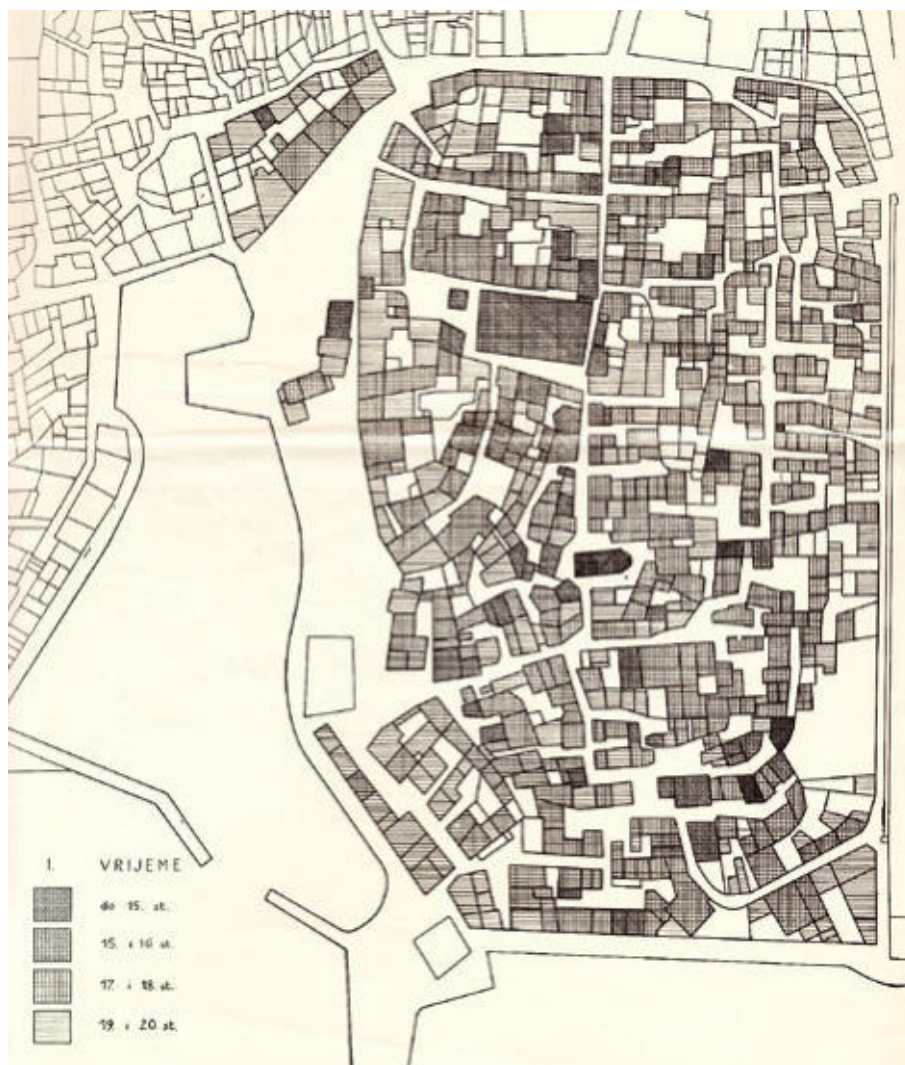 1. VRIJEME
do 15. st.
15. i 16 st.
17. i 18. st.
19. i 20 st.